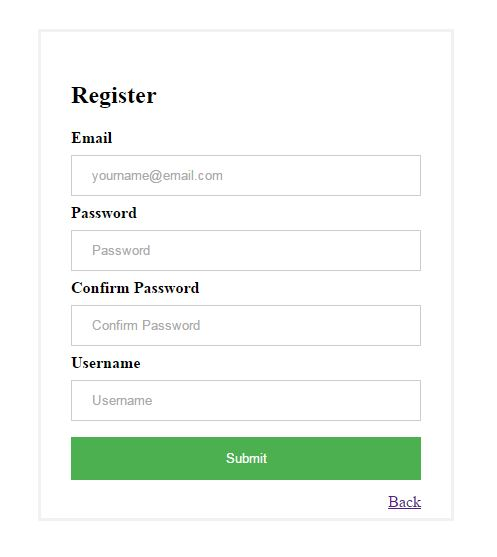 Register
Email
yourname@email.com
Password
Password
Confirm Password
Confirm Password
Username
Username
Submit
Back